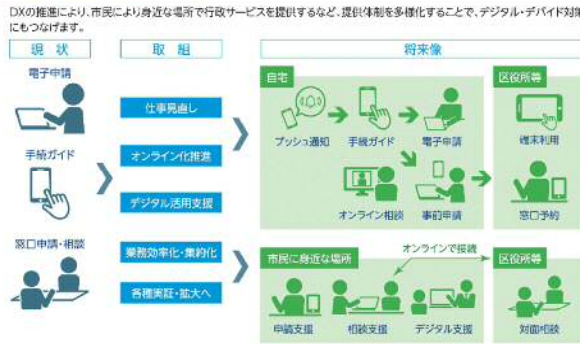 DXの推進により、市民により身近な場所で行政サービスを提供するなど、提供体制を多様化することで、デジタル・デバイド対策
にもつなげます。
現 状
取 組
将来像
電子申請
手続ガイド
窓口申請・相談
仕事見直し
オンライン化推進
デジタル活用支援
業務効率化・集約化
各種実証・拡大へ
自宅
プッシュ通知
手続ガイド
電子申請
オンライン相談
事前申請
区役所等
端末利用
窓口予約
市民に身近な場所
オンラインで接続
申請支援
相談支援
デジタル支援
区役所等
対面相談